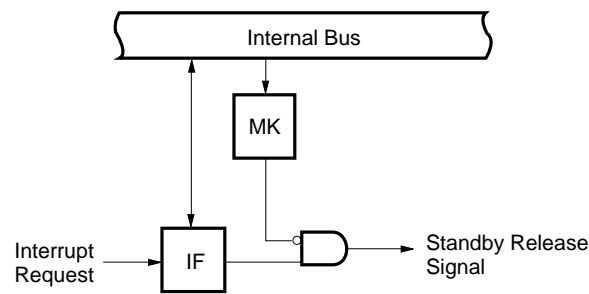 Internal Bus
MK
Interrupt
Request
IF
Standby Release
Signal